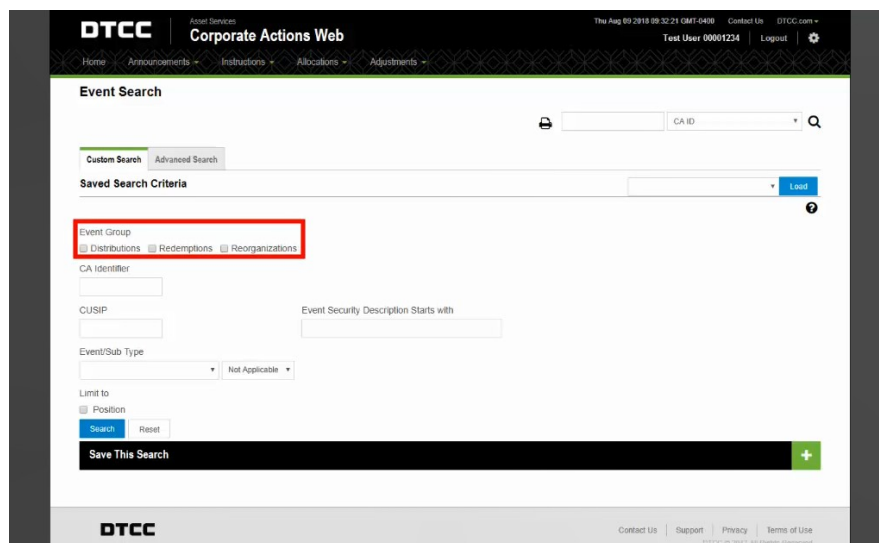 DTCC
Asset Services
Corporate Actions Web
Thu Aug 09 2018 09:32:21 GMT-0400 Contact Us DTCC.com
Test User 00001234 Logout
Home Announcements Instructions Allocations Adjustments
Event Search
CA ID
Custom Search Advanced Search
Saved Search Criteria
Load
Event Group
Distributions Redemptions Reorganizations
CA Identifier
CUSIP Event Security Description Starts with
Event/Sub Type
Not Applicable
Limit to
Position
Search Reset
Save This Search
DTCC
Contact Us Support Privacy Terms of Use